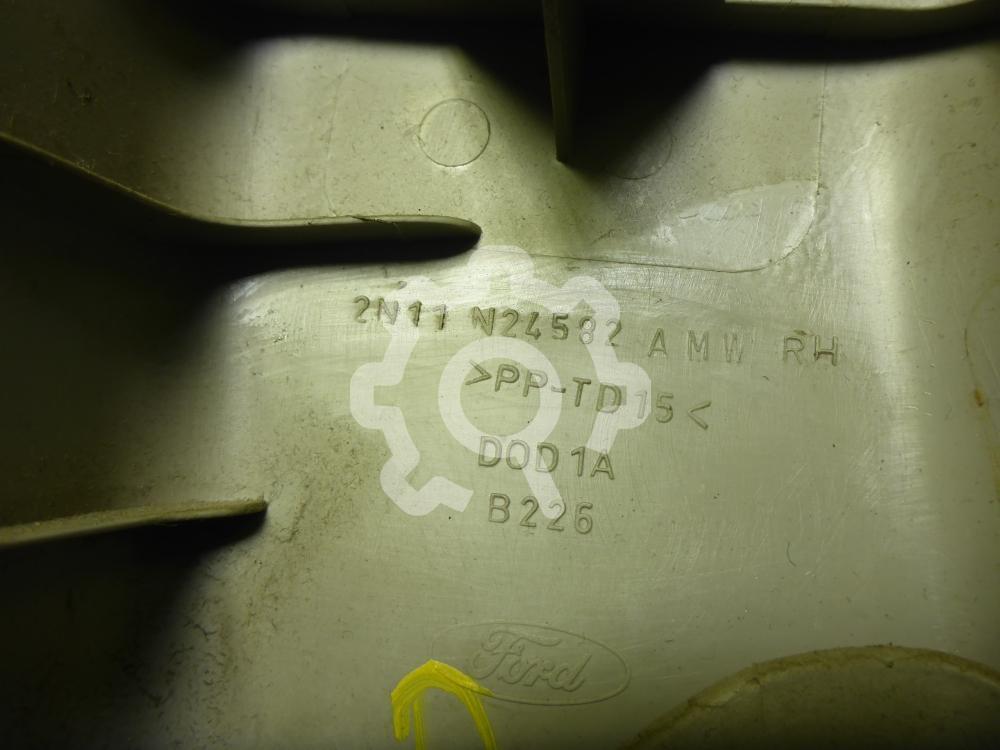 2N11 N24582 AMW RH
>PP-TD15<
DOD1A
B226
Ford